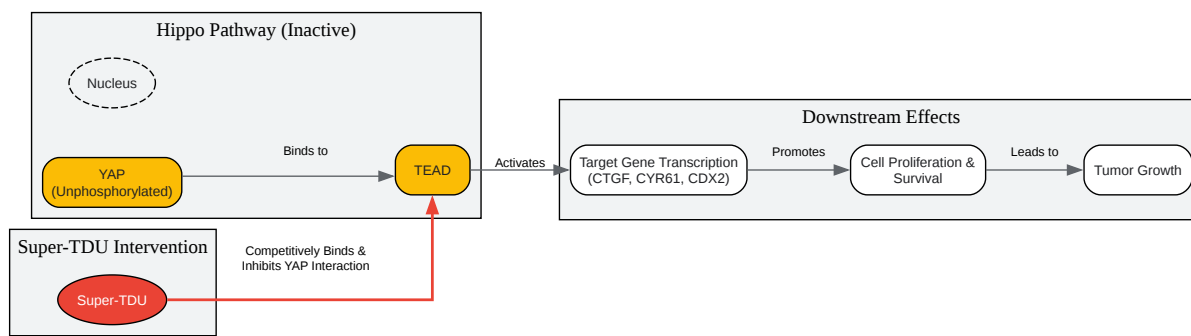 Hippo Pathway (Inactive)
Nucleus
YAP
(Unphosphorylated)
Binds to
TEAD
Activates
Downstream Effects
Target Gene Transcription
(CTGF, CYR61, CDX2)
Promotes
Cell Proliferation &
Survival
Leads to
Tumor Growth
Super-TDU Intervention
Super-TDU
Competitively Binds &
Inhibits YAP Interaction